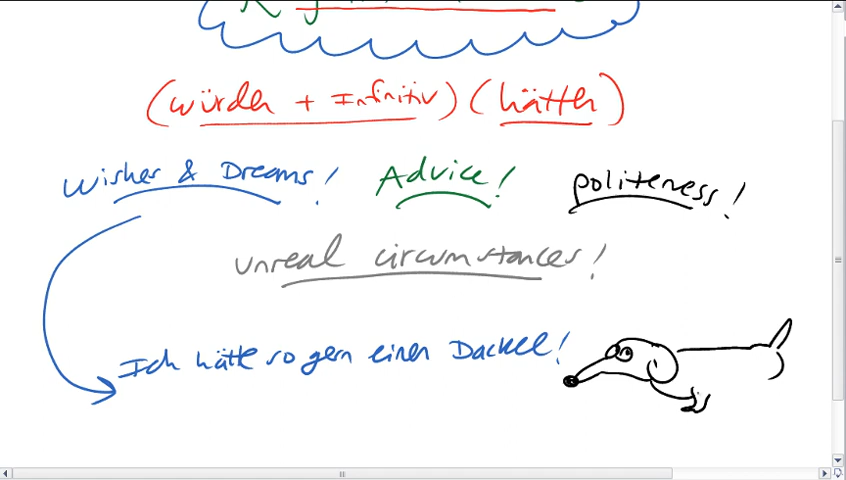 (würden + Infinitiv) (hätten)
Wishes & Dreams! Advice! politeness!
unreal circumstances!
Ich hätte so gern einen Dackel!